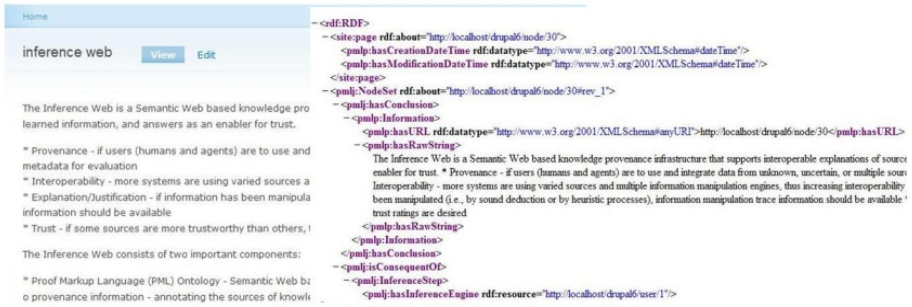 Home
inference web View Edit
The Inference Web is a Semantic Web based knowledge pro
learned information, and answers as an enabler for trust.
* Provenance - if users (humans and agents) are to use and
metadata for evaluation
* Interoperability - more systems are using varied sources a
* Explanation/Justification - if information has been manipula
information should be available
* Trust - if some sources are more trustworthy than others,
The Inference Web consists of two important components:
* Proof Markup Language (PML) Ontology - Semantic Web ba
o provenance information - annotating the sources of knowle
- <rdf:RDF>
- <site:page rdf:about="http://localhost/drupal6/node/30">
<pmlp:hasCreationDateTime rdf:datatype="http://www.w3.org/2001/XMLSchema#dateTime"/>
<pmlp:hasModificationDateTime rdf:datatype="http://www.w3.org/2001/XMLSchema#dateTime"/>
</site:page>
- <pmlj:NodeSet rdf:about="http://localhost/drupal6/node/30#rev_1">
- <pmlj:hasConclusion>
- <pmlp:Information>
<pmlp:hasURL rdf:datatype="http://www.w3.org/2001/XMLSchema#anyURI">http://localhost/drupal6/node/30</pmlp:hasURL>
- <pmlp:hasRawString>
The Inference Web is a Semantic Web based knowledge provenance infrastructure that supports interoperable explanations of source
enabler for trust. * Provenance - if users (humans and agents) are to use and integrate data from unknown, uncertain, or multiple sourc
Interoperability - more systems are using varied sources and multiple information manipulation engines, thus increasing interoperability
been manipulated (i.e., by sound deduction or by heuristic processes), information manipulation trace information should be available *
trust ratings are desired
</pmlp:hasRawString>
</pmlp:Information>
</pmlj:hasConclusion>
- <pmlj:isConsequentOf>
- <pmlj:InferenceStep>
<pmlj:hasInferenceEngine rdf:resource="http://localhost/drupal6/user/1"/>